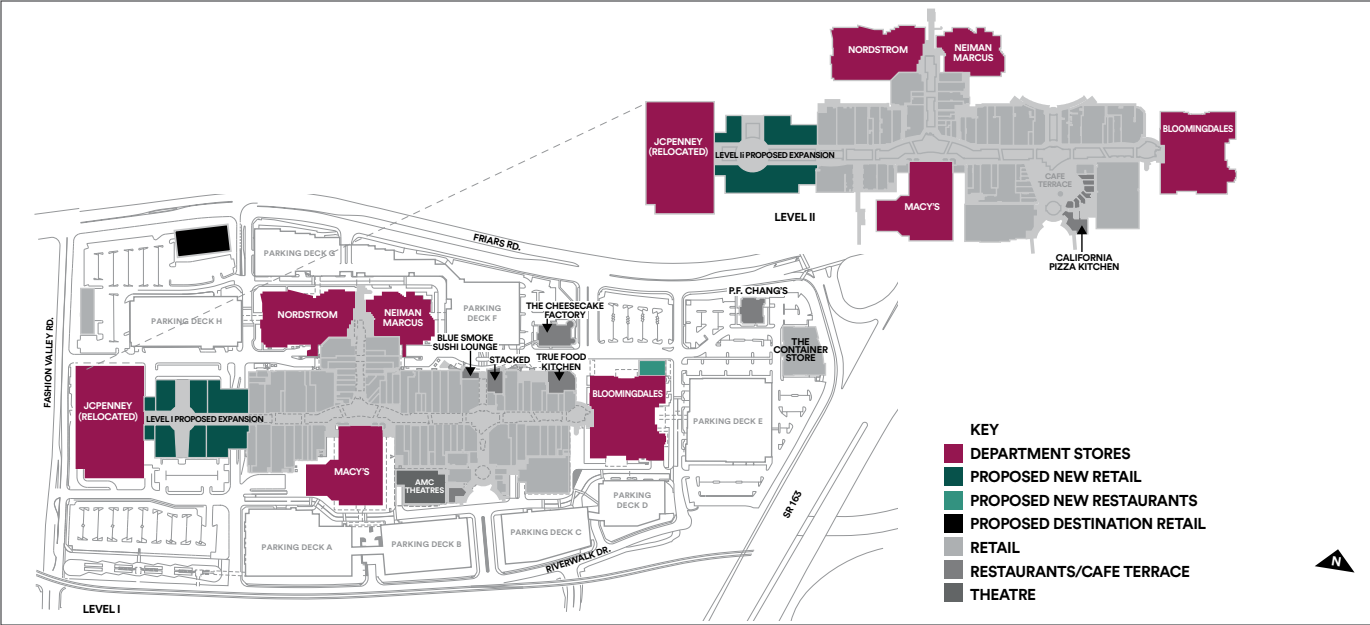 NORDSTROM
NEIMAN
MARCUS
JCPENNEY
(RELOCATED)
LEVEL ii PROPOSED EXPANSION
BLOOMINGDALES
CAFE
TERRACE
MACY'S
LEVEL II
CALIFORNIA
PIZZA KITCHEN
FRIARS RD.
PARKING DECK G
PARKING DECK H
NORDSTROM
NEIMAN
MARCUS
PARKING
DECK F
THE CHEESECAKE
FACTORY
P.F. CHANG'S
BLUE SMOKE
SUSHI LOUNGE
STACKED
TRUE FOOD
KITCHEN
THE
CONTAINER
STORE
FASHION VALLEY RD.
JCPENNEY
(RELOCATED)
LEVEL I PROPOSED EXPANSION
BLOOMINGDALES
PARKING DECK E
MACY'S
AMC
THEATRES
PARKING
DECK D
PARKING DECK A
PARKING DECK B
PARKING DECK C
RIVERWALK DR.
SR 163
LEVEL I
KEY
DEPARTMENT STORES
PROPOSED NEW RETAIL
PROPOSED NEW RESTAURANTS
PROPOSED DESTINATION RETAIL
RETAIL
RESTAURANTS/CAFE TERRACE
THEATRE
N